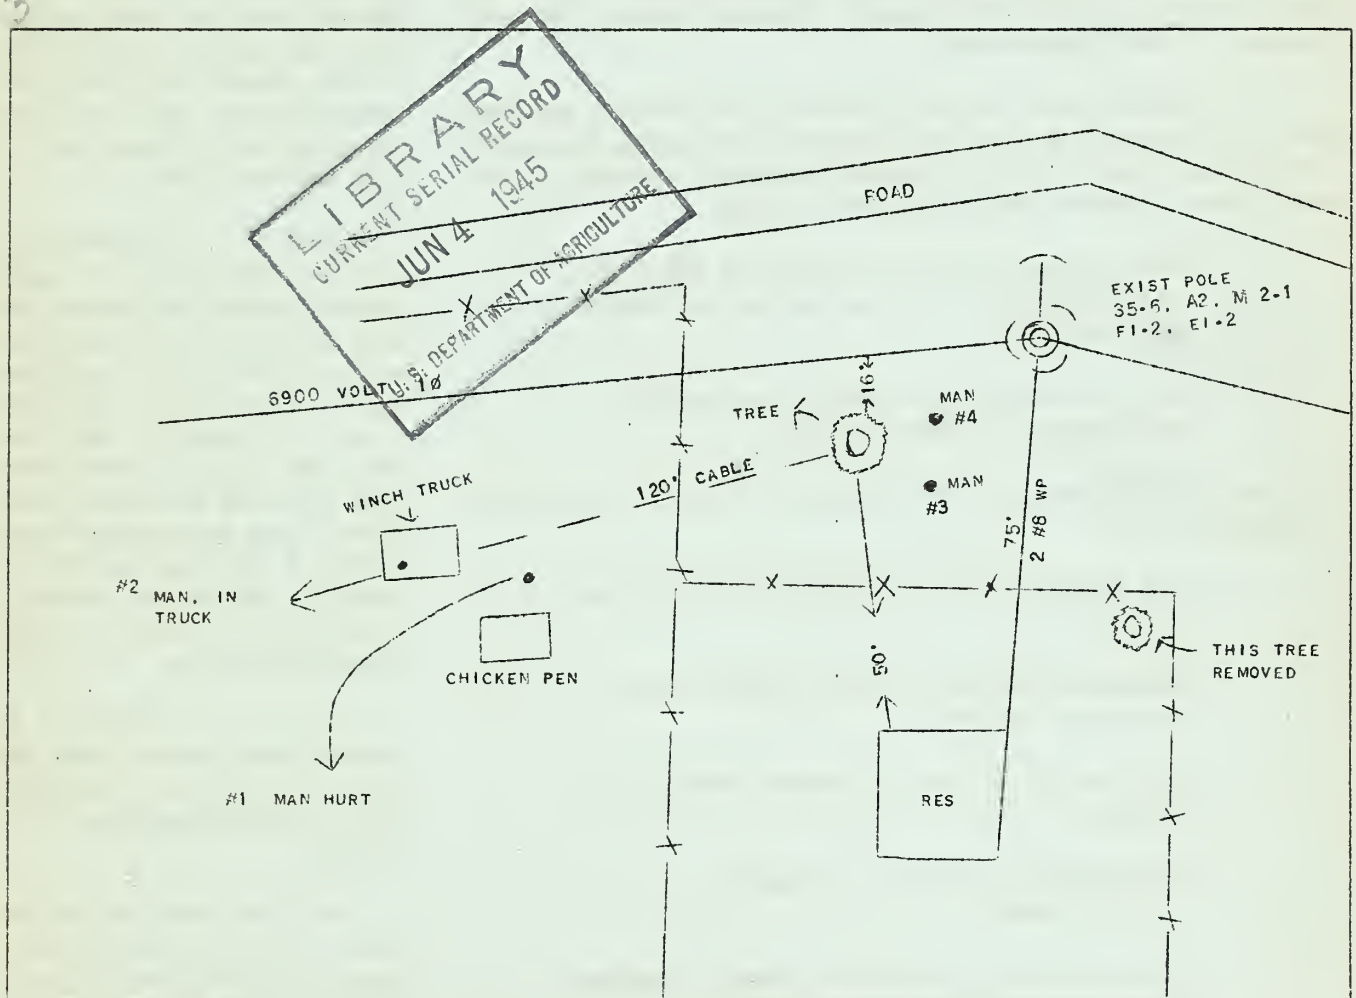 LIBRARY
CURRENT SERIAL RECORD
JUN 4 1945
U. S. DEPARTMENT OF AGRICULTURE
ROAD
EXIST POLE
35-6, A2, M 2-1
F1-2, E1-2
6900 VOLT, 1Ø
16'
TREE
MAN
#4
MAN
#3
120' CABLE
WINCH TRUCK
75'
2 #8 WP
#2 MAN, IN
TRUCK
CHICKEN PEN
50'
THIS TREE
REMOVED
#1 MAN HURT
RES